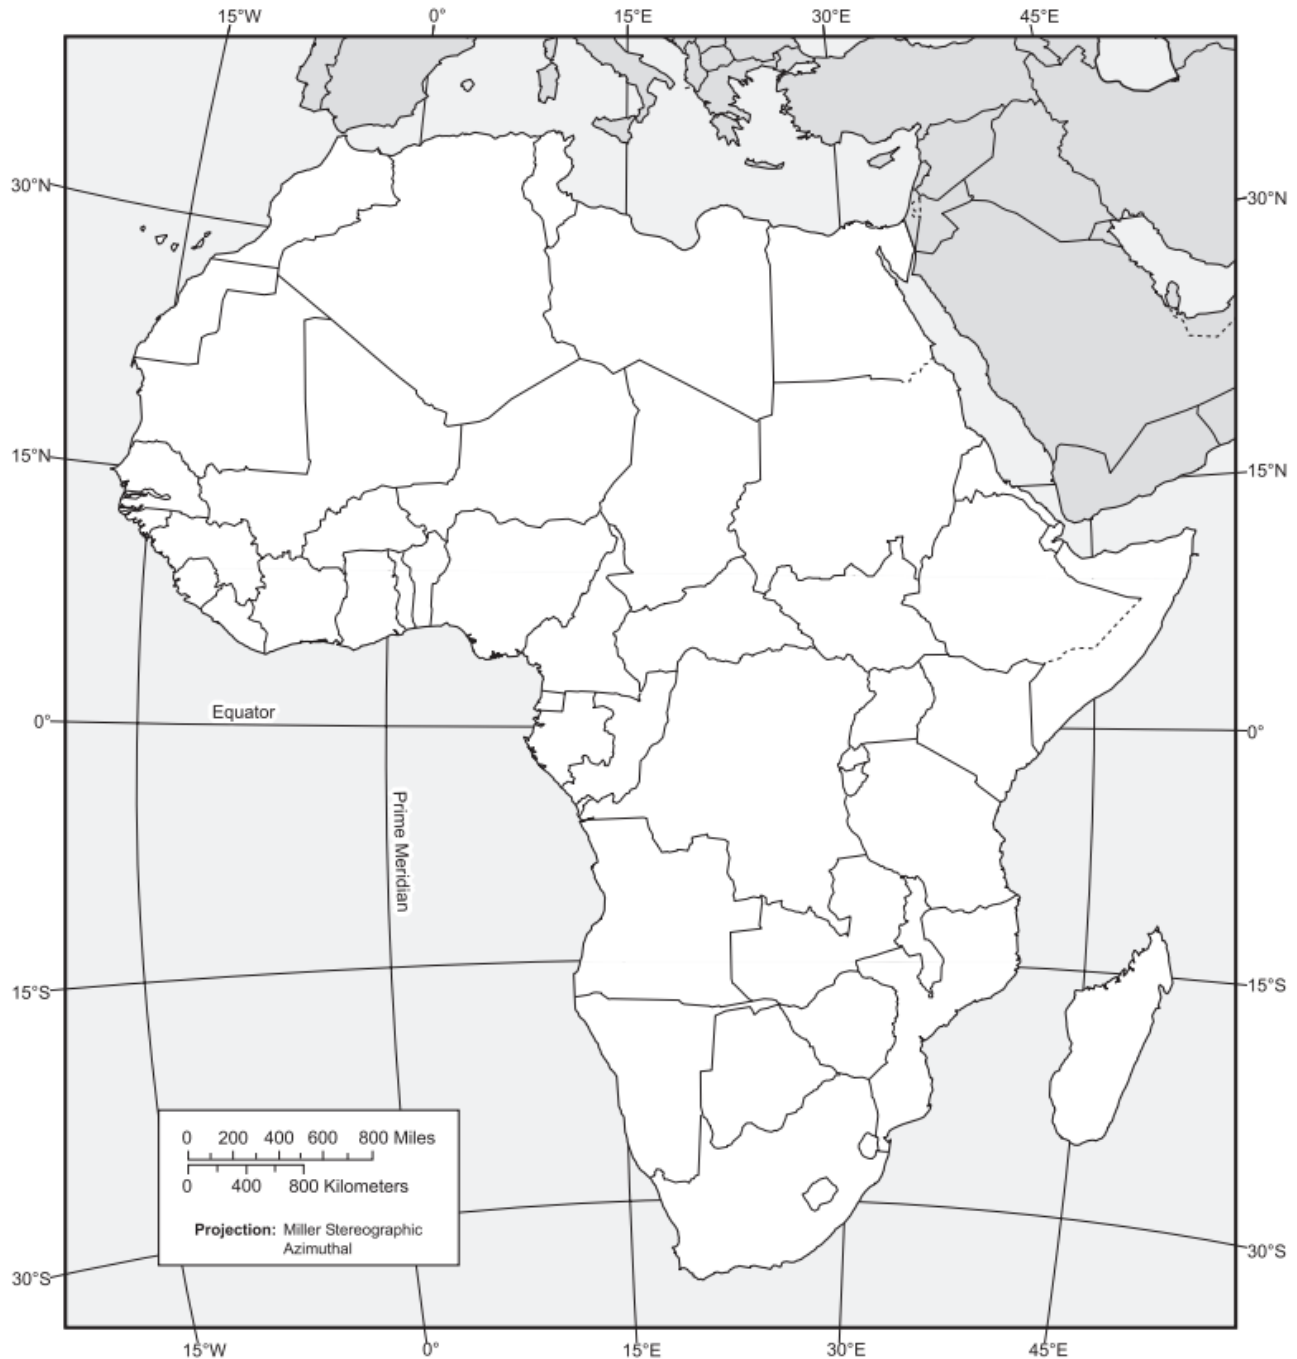 15°W 0° 15°E 30°E 45°E
30°N 30°N
15°N 15°N
Equator
0° 0°
Prime Meridian
15°S 15°S
0 200 400 600 800 Miles
0 400 800 Kilometers
Projection: Miller Stereographic
Azimuthal
30°S 30°S
15°W 0° 15°E 30°E 45°E